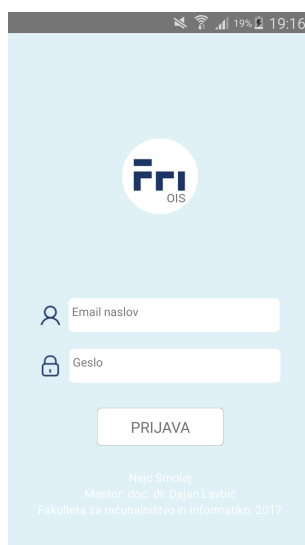 19% 19:16
Fri
OIS
Email naslov
Geslo
PRIJAVA
Nejc Smolej
Mentor: doc. dr. Dejan Lavbič
Fakulteta za računalništvo in informatiko, 2017